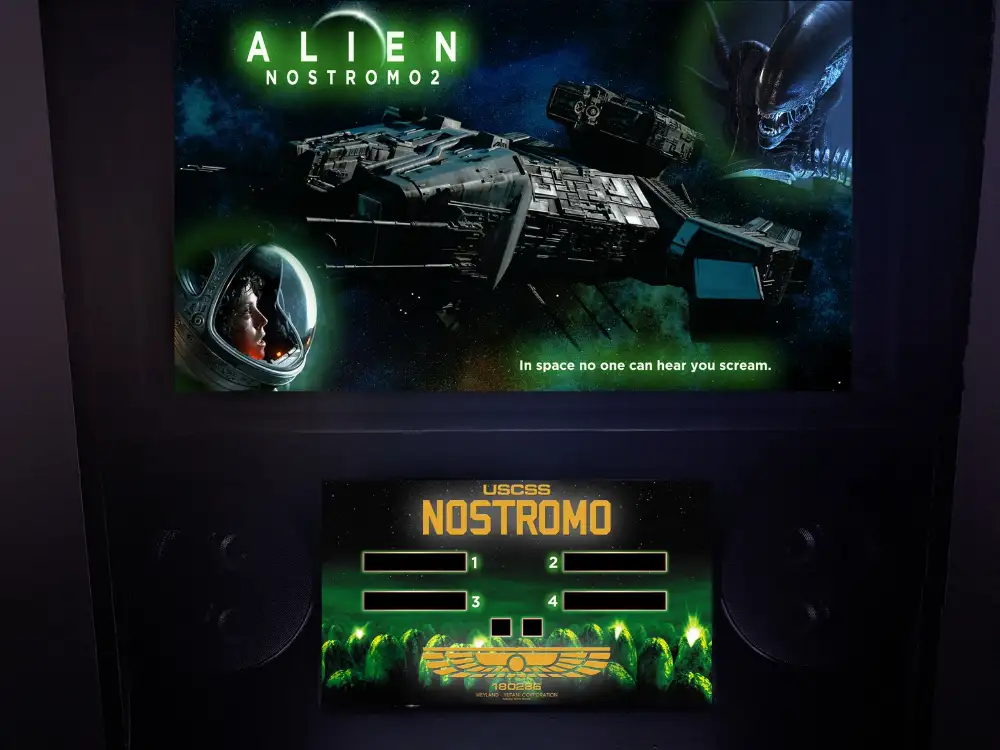 ALIEN
NOSTROMO2
In space no one can hear you scream.
USCSS
NOSTROMO
1
2
3
4
180286
WEYLAND YUTANI CORPORATION